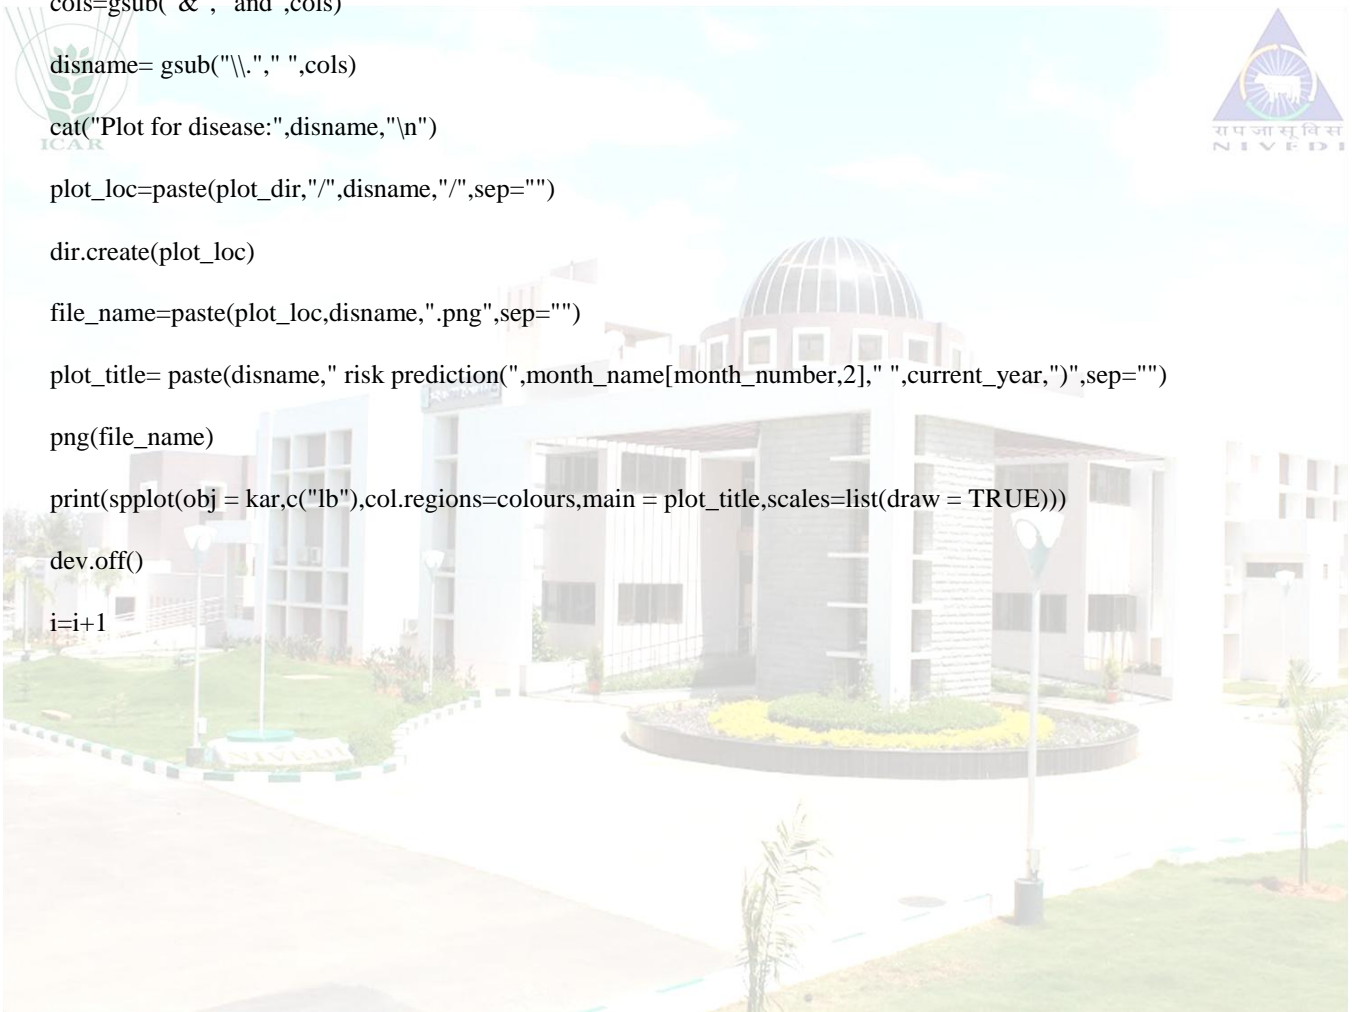 cols=gsub("&", "and",cols)
disname= gsub("\\."," ",cols)
cat("Plot for disease:",disname,"\n")
ICAR
राप जा सू वि स
NIVEDI
plot_loc=paste(plot_dir,"/",disname,"/",sep="")
dir.create(plot_loc)
file_name=paste(plot_loc,disname,".png",sep="")
plot_title= paste(disname," risk prediction(",month_name[month_number,2]," ",current_year,")",sep="")
png(file_name)
print(spplot(obj = kar,c("lb"),col.regions=colours,main = plot_title,scales=list(draw = TRUE)))
dev.off()
i=i+1
NIVEDI